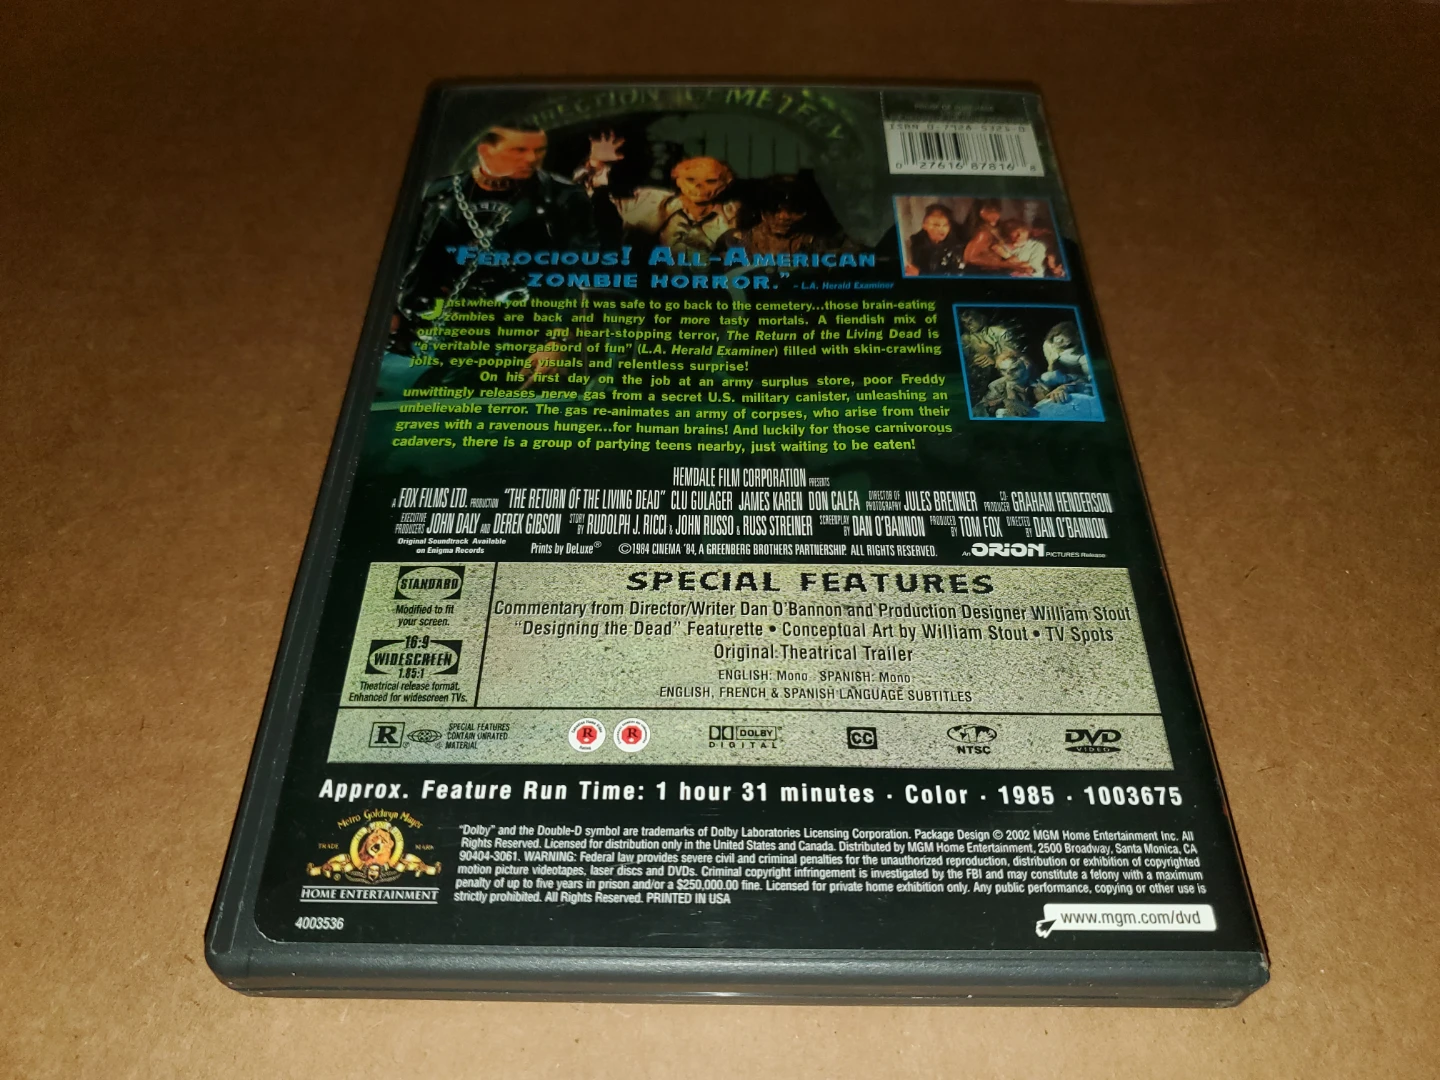 RECTION CEMETERY
ISBN 0-7928-5325-0
0 27616 87816 8
"FEROCIOUS! ALL-AMERICAN
ZOMBIE HORROR."
- L.A. Herald Examiner
Just when you thought it was safe to go back to the cemetery...those brain-eating
zombies are back and hungry for more tasty mortals. A fiendish mix of
outrageous humor and heart-stopping terror, The Return of the Living Dead is
"a veritable smorgasbord of fun" (L.A. Herald Examiner) filled with skin-crawling
jolts, eye-popping visuals and relentless surprise!
On his first day on the job at an army surplus store, poor Freddy
unwittingly releases nerve gas from a secret U.S. military canister, unleashing an
unbelievable terror. The gas re-animates an army of corpses, who arise from their
graves with a ravenous hunger...for human brains! And luckily for those carnivorous
cadavers, there is a group of partying teens nearby, just waiting to be eaten!
HEMDALE FILM CORPORATION PRESENTS
A FOX FILMS LTD. PRODUCTION "THE RETURN OF THE LIVING DEAD" CLU GULAGER JAMES KAREN DON CALFA DIRECTOR OF PHOTOGRAPHY JULES BRENNER CO-PRODUCER GRAHAM HENDERSON
EXECUTIVE PRODUCERS JOHN DALY AND DEREK GIBSON STORY BY RUDOLPH J. RICCI & JOHN RUSSO & RUSS STREINER SCREENPLAY BY DAN O'BANNON PRODUCED BY TOM FOX DIRECTED BY DAN O'BANNON
Original Soundtrack Available
on Enigma Records
Prints by DeLuxe®
©1984 CINEMA '84, A GREENBERG BROTHERS PARTNERSHIP. ALL RIGHTS RESERVED.
An ORION PICTURES Release
STANDARD
Modified to fit
your screen.
16:9
WIDESCREEN
1.85:1
Theatrical release format.
Enhanced for widescreen TVs.
SPECIAL FEATURES
Commentary from Director/Writer Dan O'Bannon and Production Designer William Stout
"Designing the Dead" Featurette • Conceptual Art by William Stout • TV Spots
Original Theatrical Trailer
ENGLISH: Mono SPANISH: Mono
ENGLISH, FRENCH & SPANISH LANGUAGE SUBTITLES
R
SPECIAL FEATURES
CONTAIN UNRATED
MATERIAL
R
R
DOLBY
DIGITAL
CC
NTSC
DVD
VIDEO
Approx. Feature Run Time: 1 hour 31 minutes · Color · 1985 · 1003675
Metro Goldwyn Mayer
TRADE MARK
HOME ENTERTAINMENT
"Dolby" and the Double-D symbol are trademarks of Dolby Laboratories Licensing Corporation. Package Design © 2002 MGM Home Entertainment Inc. All
Rights Reserved. Licensed for distribution only in the United States and Canada. Distributed by MGM Home Entertainment, 2500 Broadway, Santa Monica, CA
90404-3061. WARNING: Federal law provides severe civil and criminal penalties for the unauthorized reproduction, distribution or exhibition of copyrighted
motion picture videotapes, laser discs and DVDs. Criminal copyright infringement is investigated by the FBI and may constitute a felony with a maximum
penalty of up to five years in prison and/or a $250,000.00 fine. Licensed for private home exhibition only. Any public performance, copying or other use is
strictly prohibited. All Rights Reserved. PRINTED IN USA
4003536
www.mgm.com/dvd